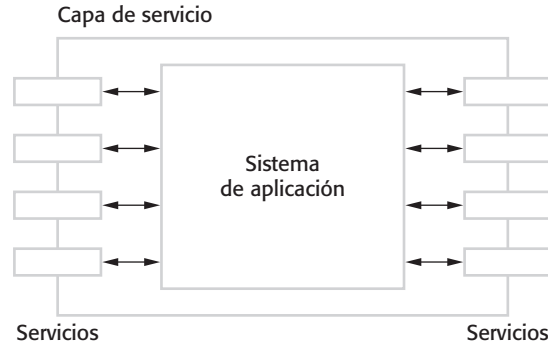 Capa de servicio
Sistema
de aplicación
Servicios
Servicios